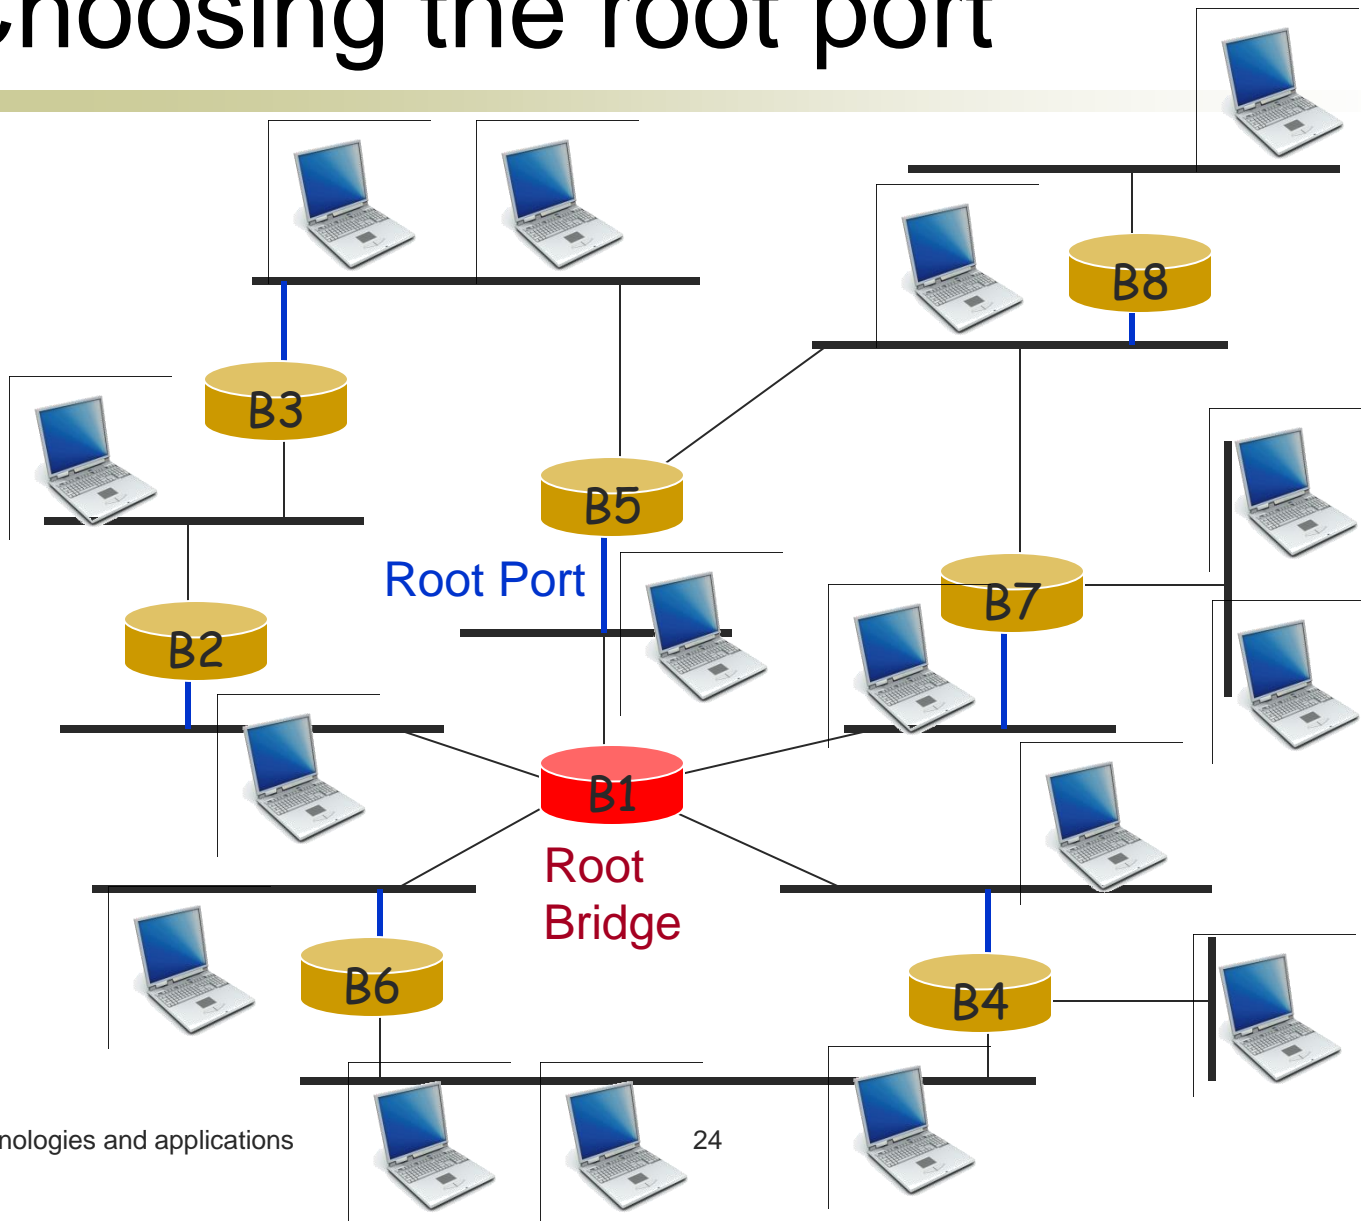 hoosing the root port
B8
B3
B5
Root Port
B7
B2
B1
Root
Bridge
B6
B4
nologies and applications
24